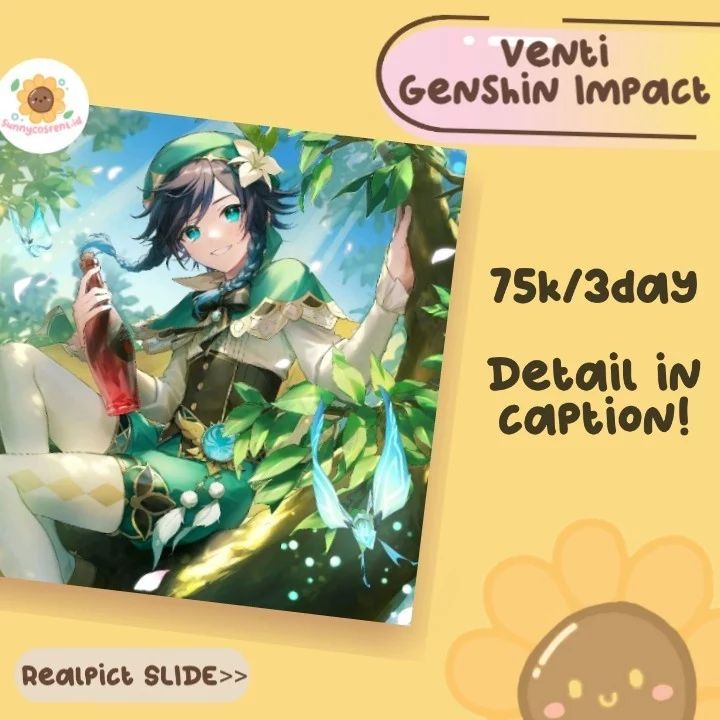 Venti
Genshin Impact
sunnycosrent.id
75k/3day
Detail in
caption!
Realpict SLIDE>>